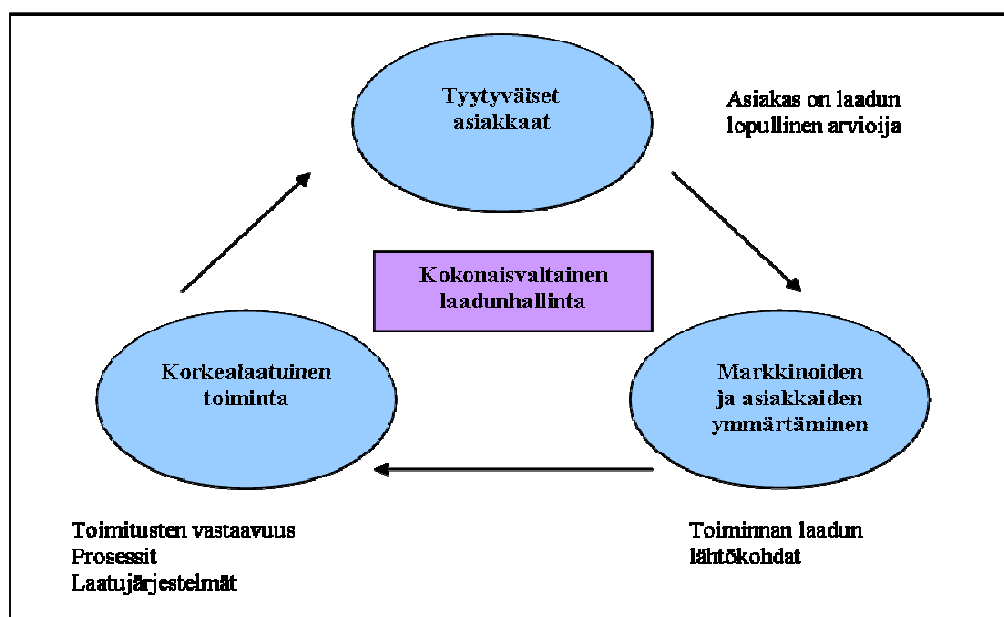 Tyytyväiset
asiakkaat
Asiakas on laadun
lopullinen arvioija
Kokonaisvaltainen
laadunhallinta
Korkealaatuinen
toiminta
Markkinoiden
ja asiakkaiden
ymmärtäminen
Toimitusten vastaavuus
Prosessit
Laatujärjestelmät
Toiminnan laadun
lähtökohdat